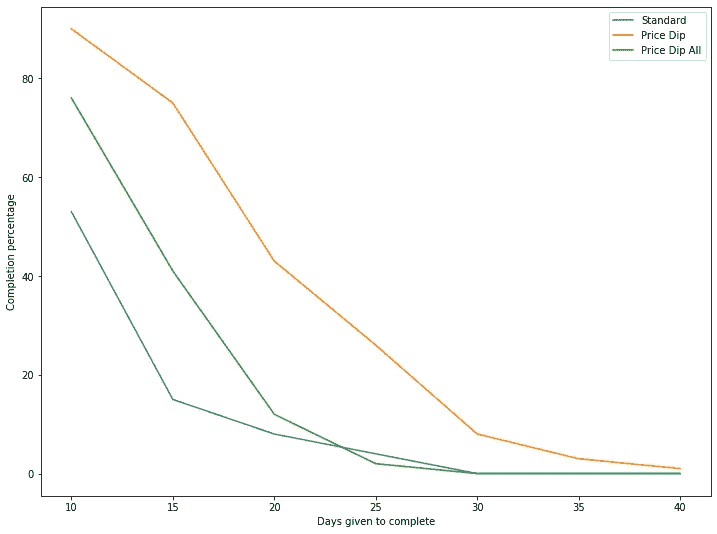 Standard
Price Dip
Price Dip All
80
60
40
20
0
Completion percentage
10 15 20 25 30 35 40
Days given to complete